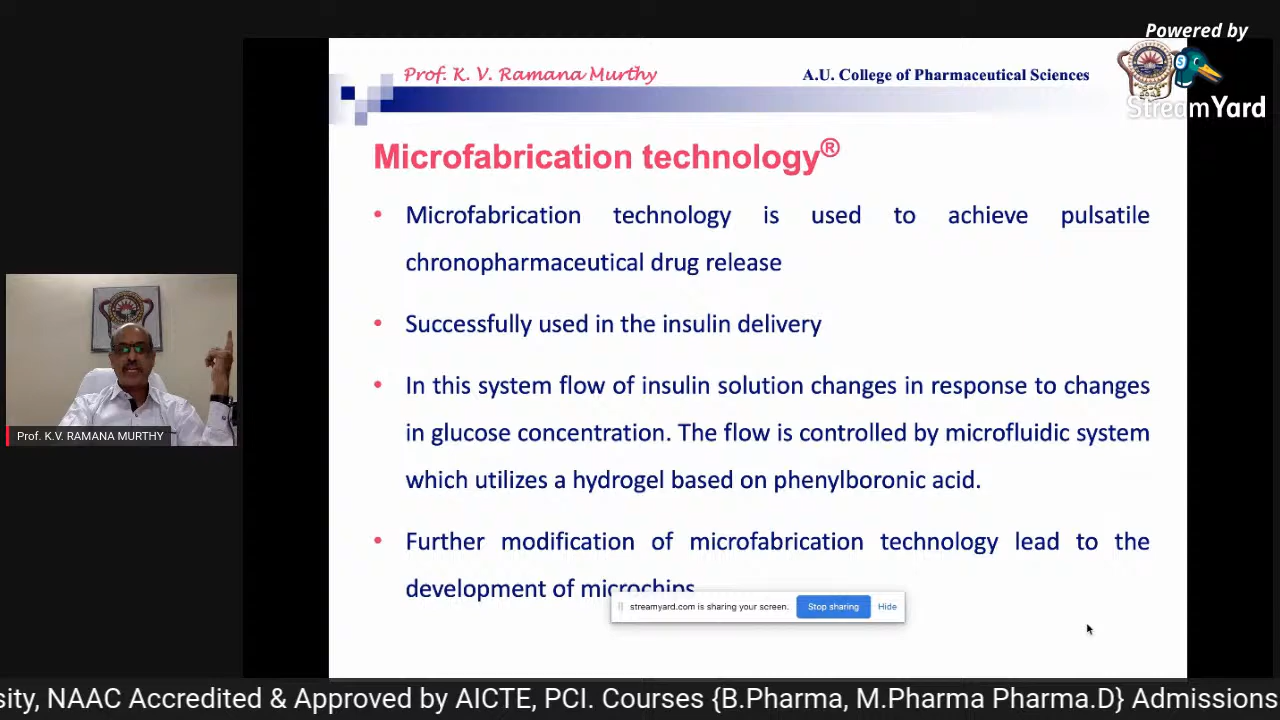 Powered by
StreamYard
Prof. K. V. Ramana Murthy
A.U. College of Pharmaceutical Sciences
Microfabrication technology®
• Microfabrication technology is used to achieve pulsatile
chronopharmaceutical drug release
• Successfully used in the insulin delivery
• In this system flow of insulin solution changes in response to changes
in glucose concentration. The flow is controlled by microfluidic system
which utilizes a hydrogel based on phenylboronic acid.
• Further modification of microfabrication technology lead to the
development of microchips
streamyard.com is sharing your screen. Stop sharing Hide
Prof. K.V. RAMANA MURTHY
sity, NAAC Accredited & Approved by AICTE, PCI. Courses {B.Pharma, M.Pharma Pharma.D} Admissions